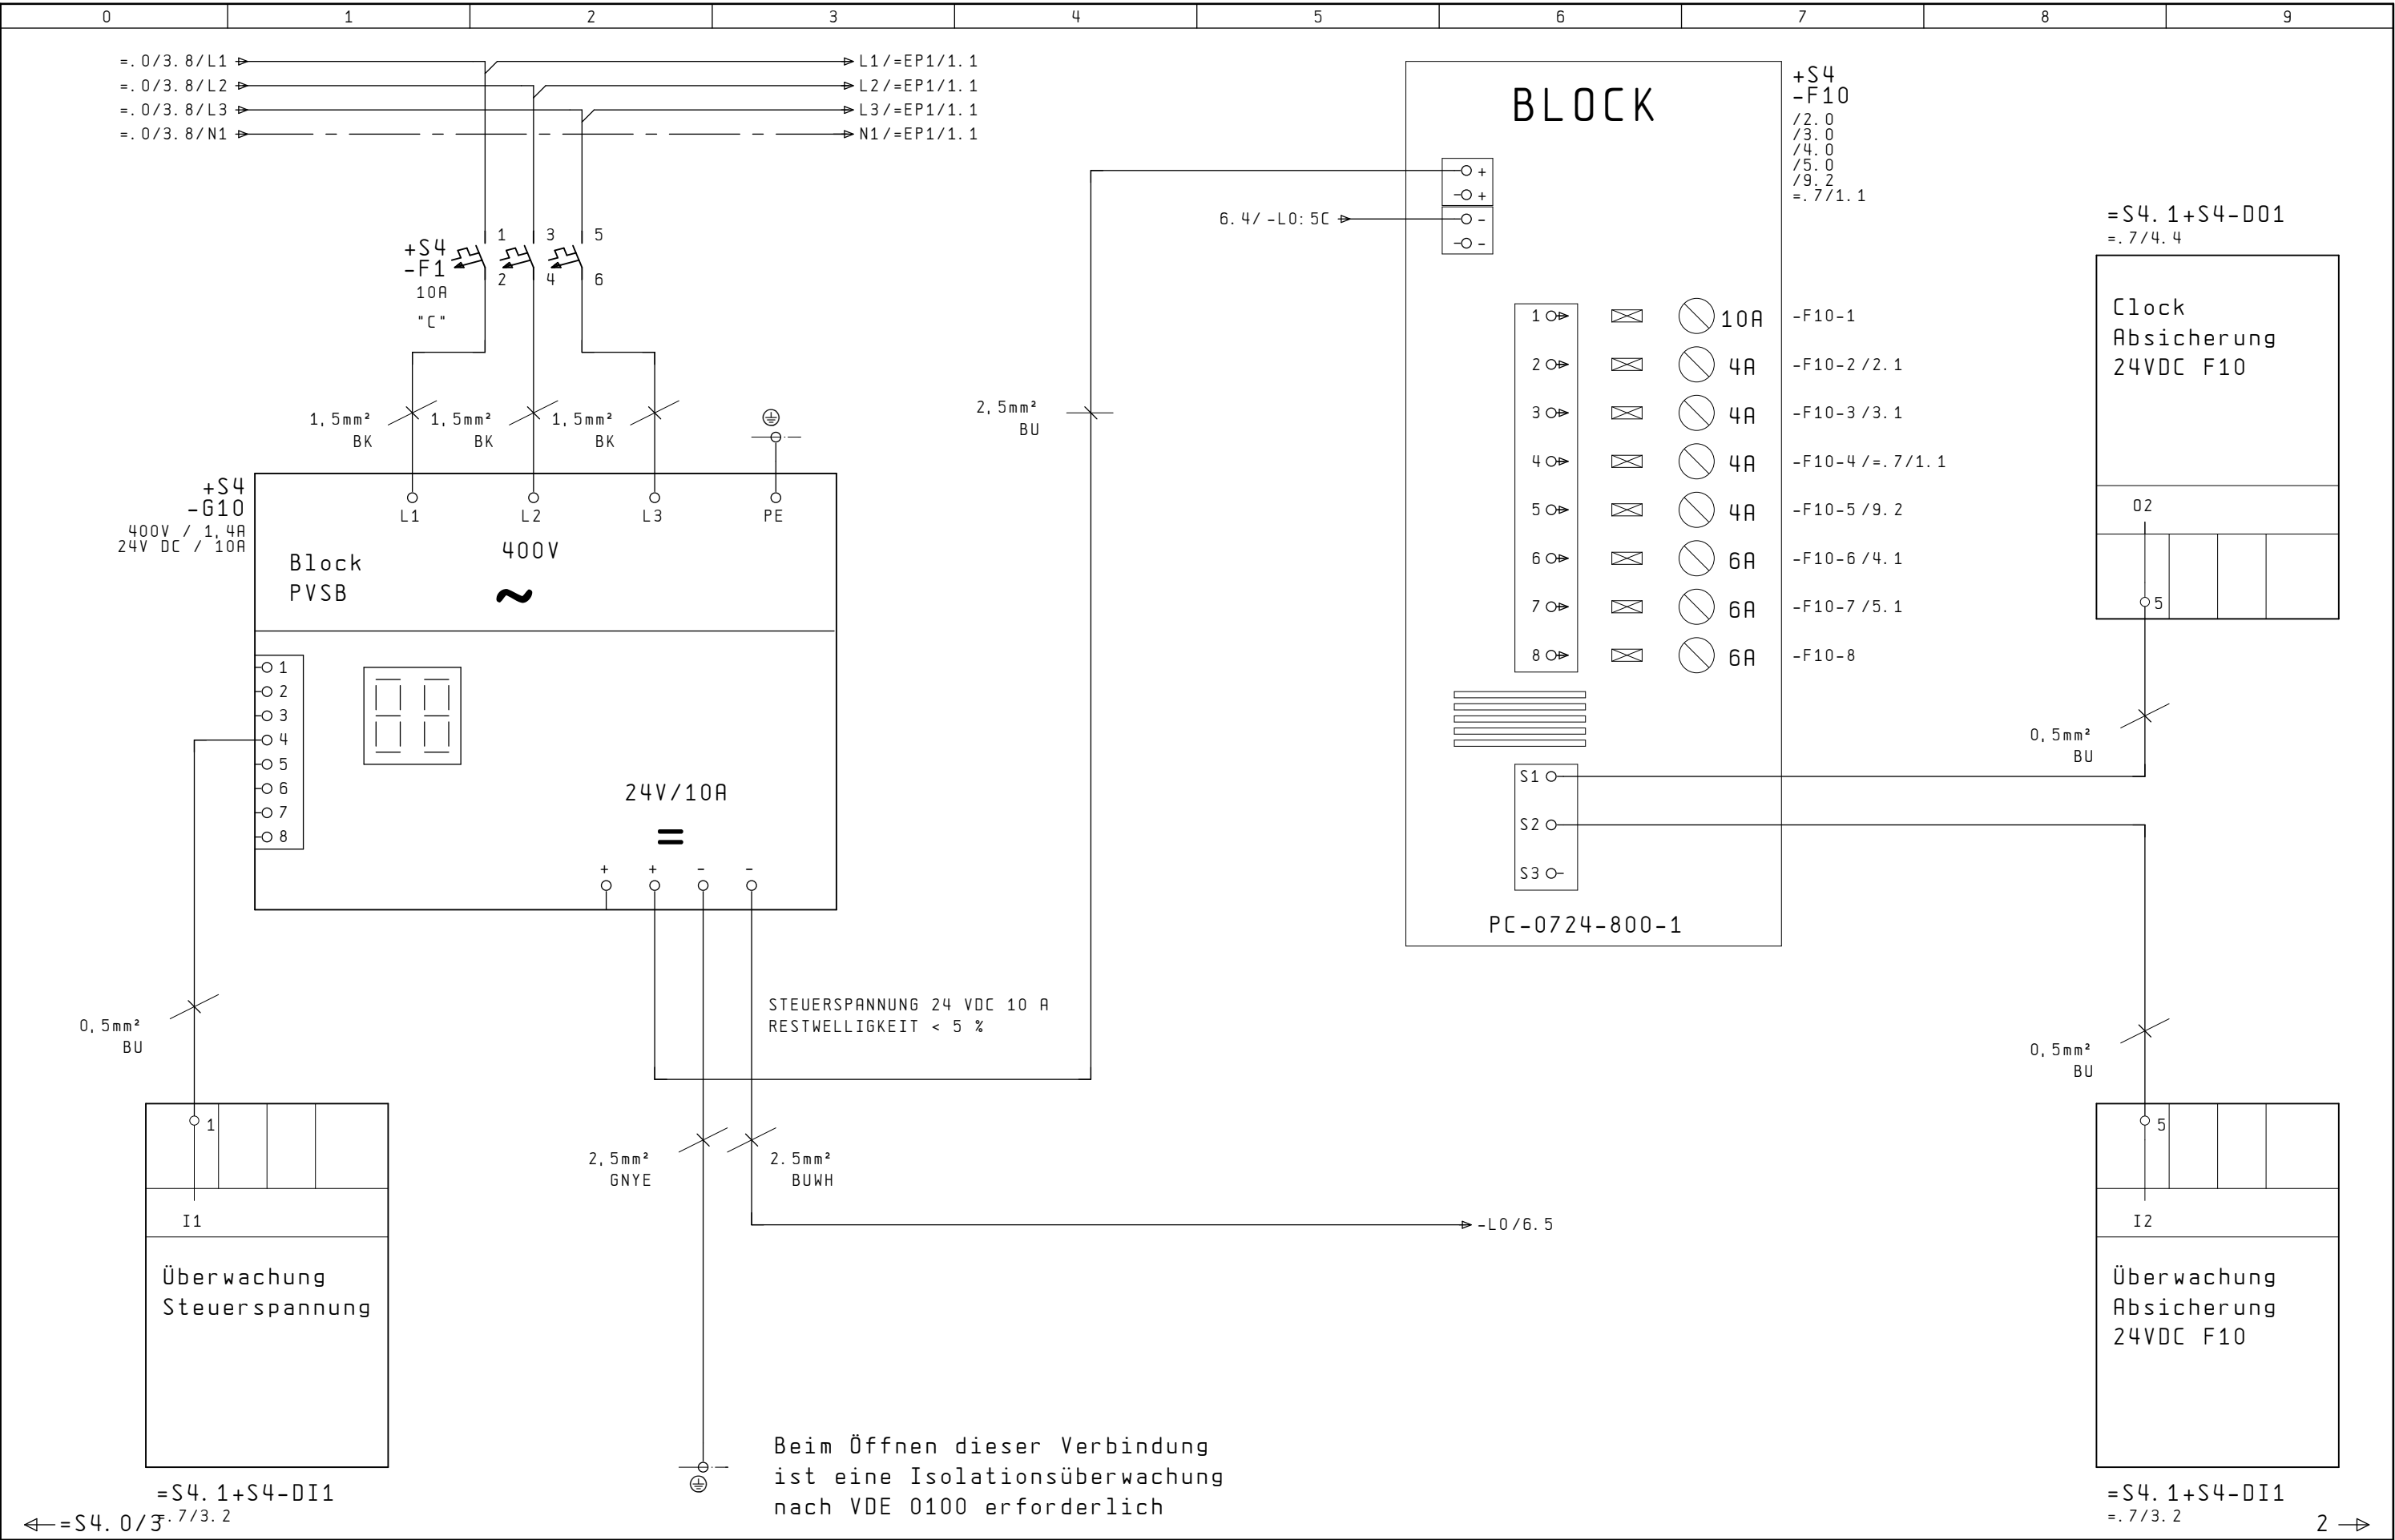 0 1 2 3 4 5 6 7 8 9
=.0/3.8/L1
L1/=EP1/1.1
=.0/3.8/L2
L2/=EP1/1.1
=.0/3.8/L3
L3/=EP1/1.1
=.0/3.8/N1
N1/=EP1/1.1
+S4
-F1
10A
"C"
1 3 5
2 4 6
1,5mm²
BK
1,5mm²
BK
1,5mm²
BK
+S4
-G10
400V / 1,4A
24V DC / 10A
L1 L2 L3 PE
400V
~
Block
PVSB
1
2
3
4
5
6
7
8
24V/10A
=
+ + - -
0,5mm²
BU
1
I1
Überwachung
Steuerspannung
=S4.1+S4-DI1
=.7/3.2
=S4.0/3
STEUERSPANNUNG 24 VDC 10 A
RESTWELLIGKEIT < 5 %
2,5mm²
GNYE
2.5mm²
BUWH
-L0/6.5
Beim Öffnen dieser Verbindung
ist eine Isolationsüberwachung
nach VDE 0100 erforderlich
2,5mm²
BU
6.4/-L0:5C
BLOCK
+S4
-F10
/2.0
/3.0
/4.0
/5.0
/9.2
=.7/1.1
+
+
-
-
1 10A -F10-1
2 4A -F10-2/2.1
3 4A -F10-3/3.1
4 4A -F10-4/=.7/1.1
5 4A -F10-5/9.2
6 6A -F10-6/4.1
7 6A -F10-7/5.1
8 6A -F10-8
S1
S2
S3
PC-0724-800-1
=S4.1+S4-DO1
=.7/4.4
Clock
Absicherung
24VDC F10
O2
5
0,5mm²
BU
0,5mm²
BU
5
I2
Überwachung
Absicherung
24VDC F10
=S4.1+S4-DI1
=.7/3.2
2